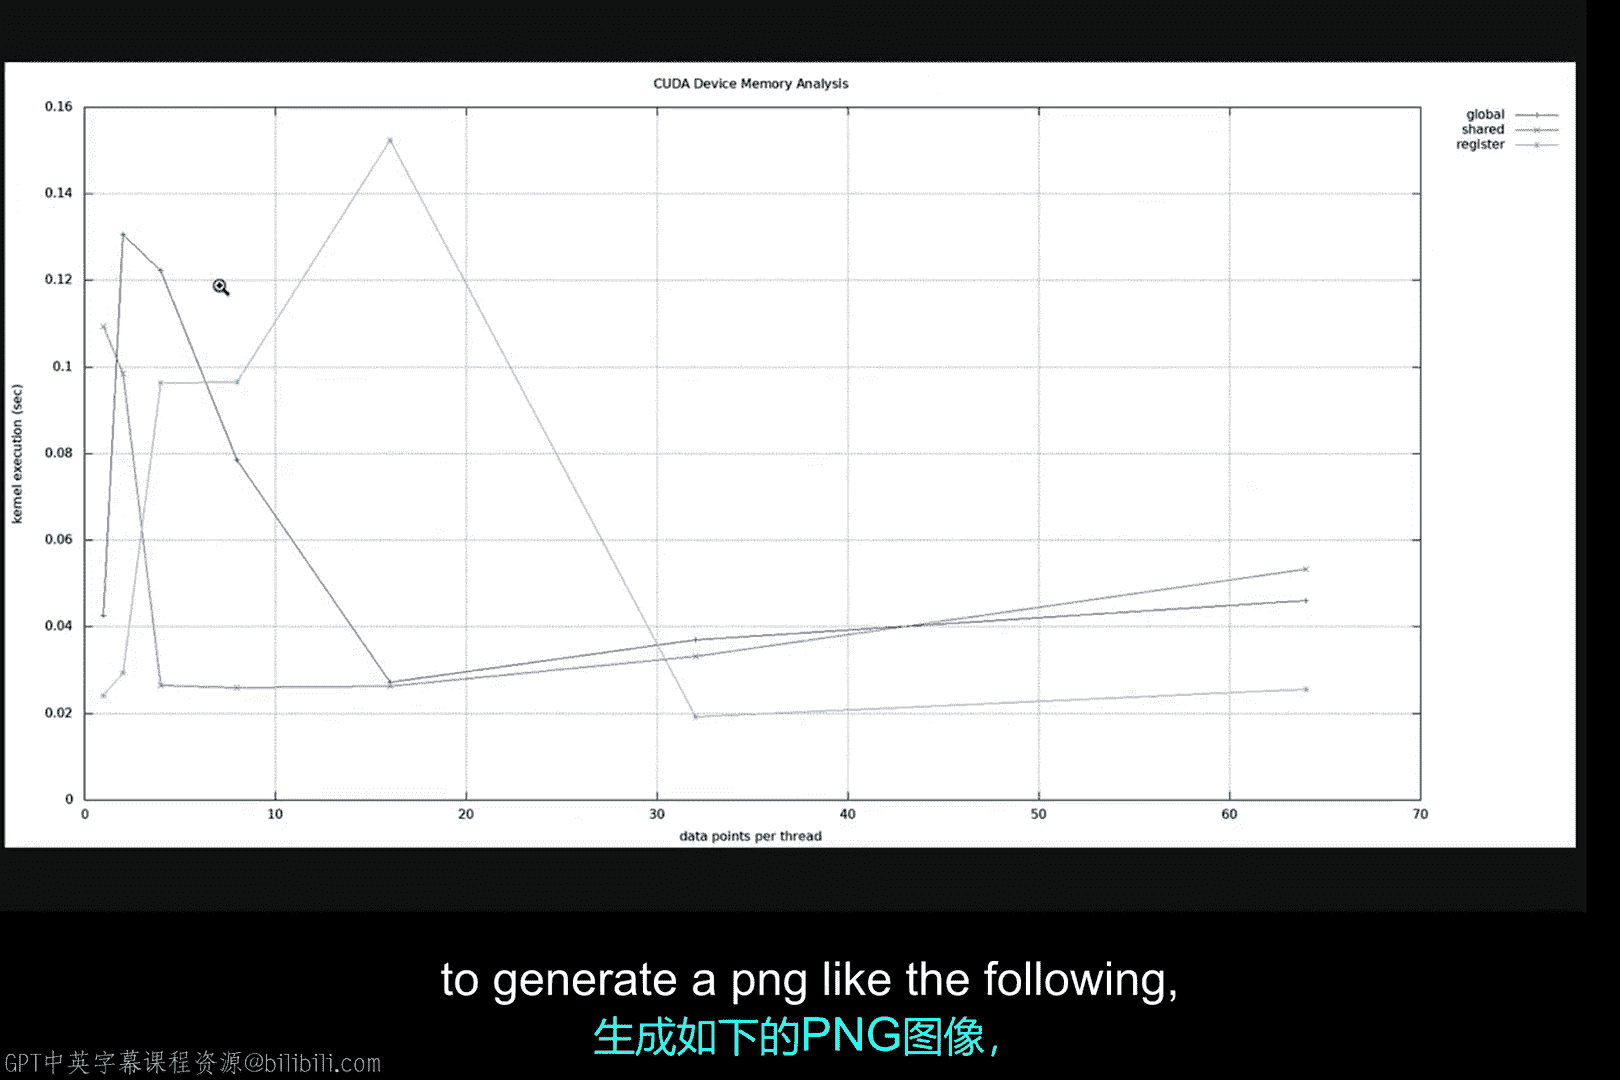 CUDA Device Memory Analysis
global
shared
register
0.16
0.14
0.12
0.1
0.08
0.06
0.04
0.02
0
kernel execution (sec)
0 10 20 30 40 50 60 70
data points per thread
to generate a png like the following,
生成如下的PNG图像，
GPT中英字幕课程资源@bilibili.com